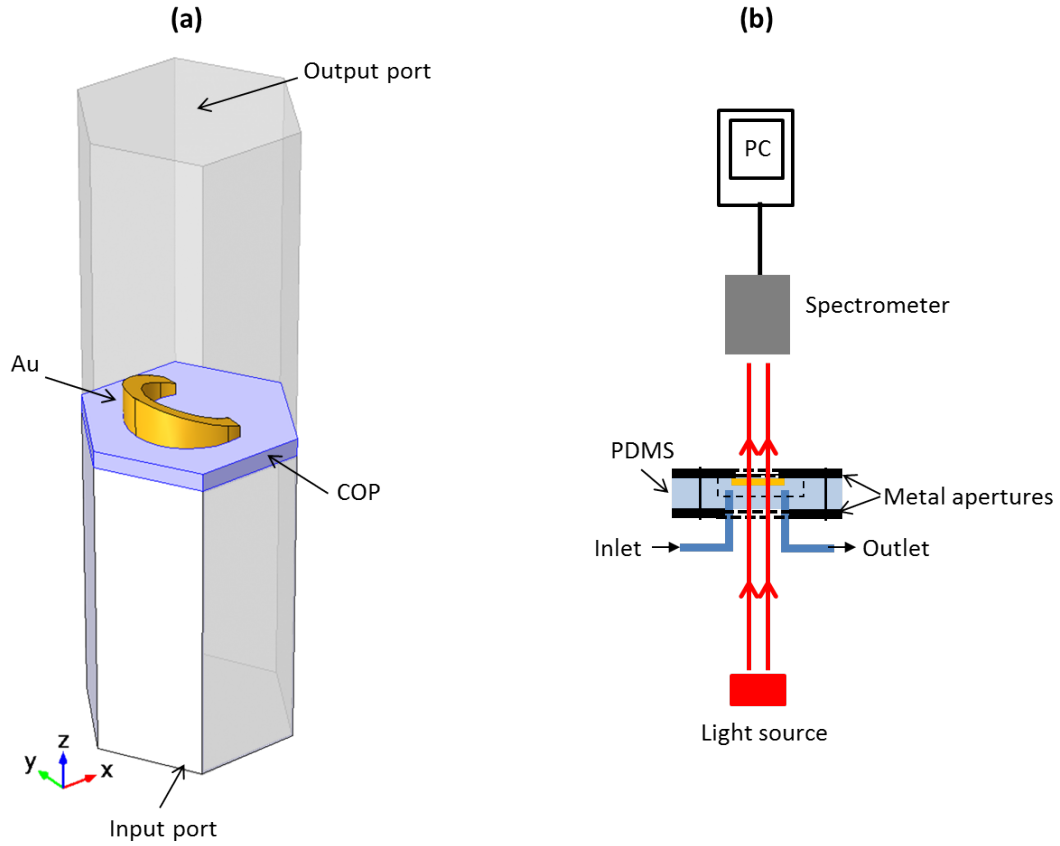 (a)
Output port
Au
COP
z
y
x
Input port
(b)
PC
Spectrometer
PDMS
Metal apertures
Inlet
Outlet
Light source